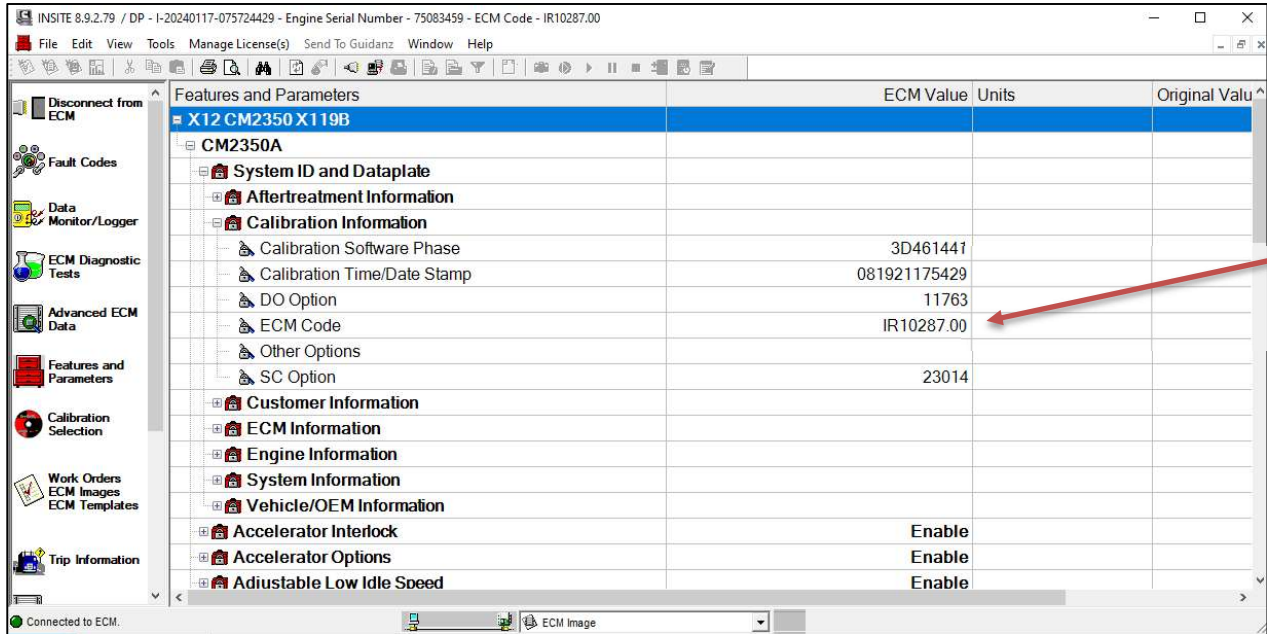 INSITE 8.9.2.79 / DP - I-20240117-075724429 - Engine Serial Number - 75083459 - ECM Code - IR10287.00
File Edit View Tools ManageLicense(s) Send To Guidanz Window Help
Disconnect from
ECM
Fault Codes
Data
Monitor/Logger
ECM Diagnostic
Tests
Advanced ECM
Data
Features and
Parameters
Calibration
Selection
Work Orders
ECM Images
ECM Templates
Trip Information
Features and Parameters ECM Value Units Original Valu
X12 CM2350 X119B
CM2350A
System ID and Dataplate
Aftertreatment Information
Calibration Information
Calibration Software Phase 3D461441
Calibration Time/Date Stamp 081921175429
DO Option 11763
ECM Code IR10287.00
Other Options
SC Option 23014
Customer Information
ECM Information
Engine Information
System Information
Vehicle/OEM Information
Accelerator Interlock Enable
Accelerator Options Enable
Adjustable Low Idle Speed Enable
Connected to ECM. ECM Image